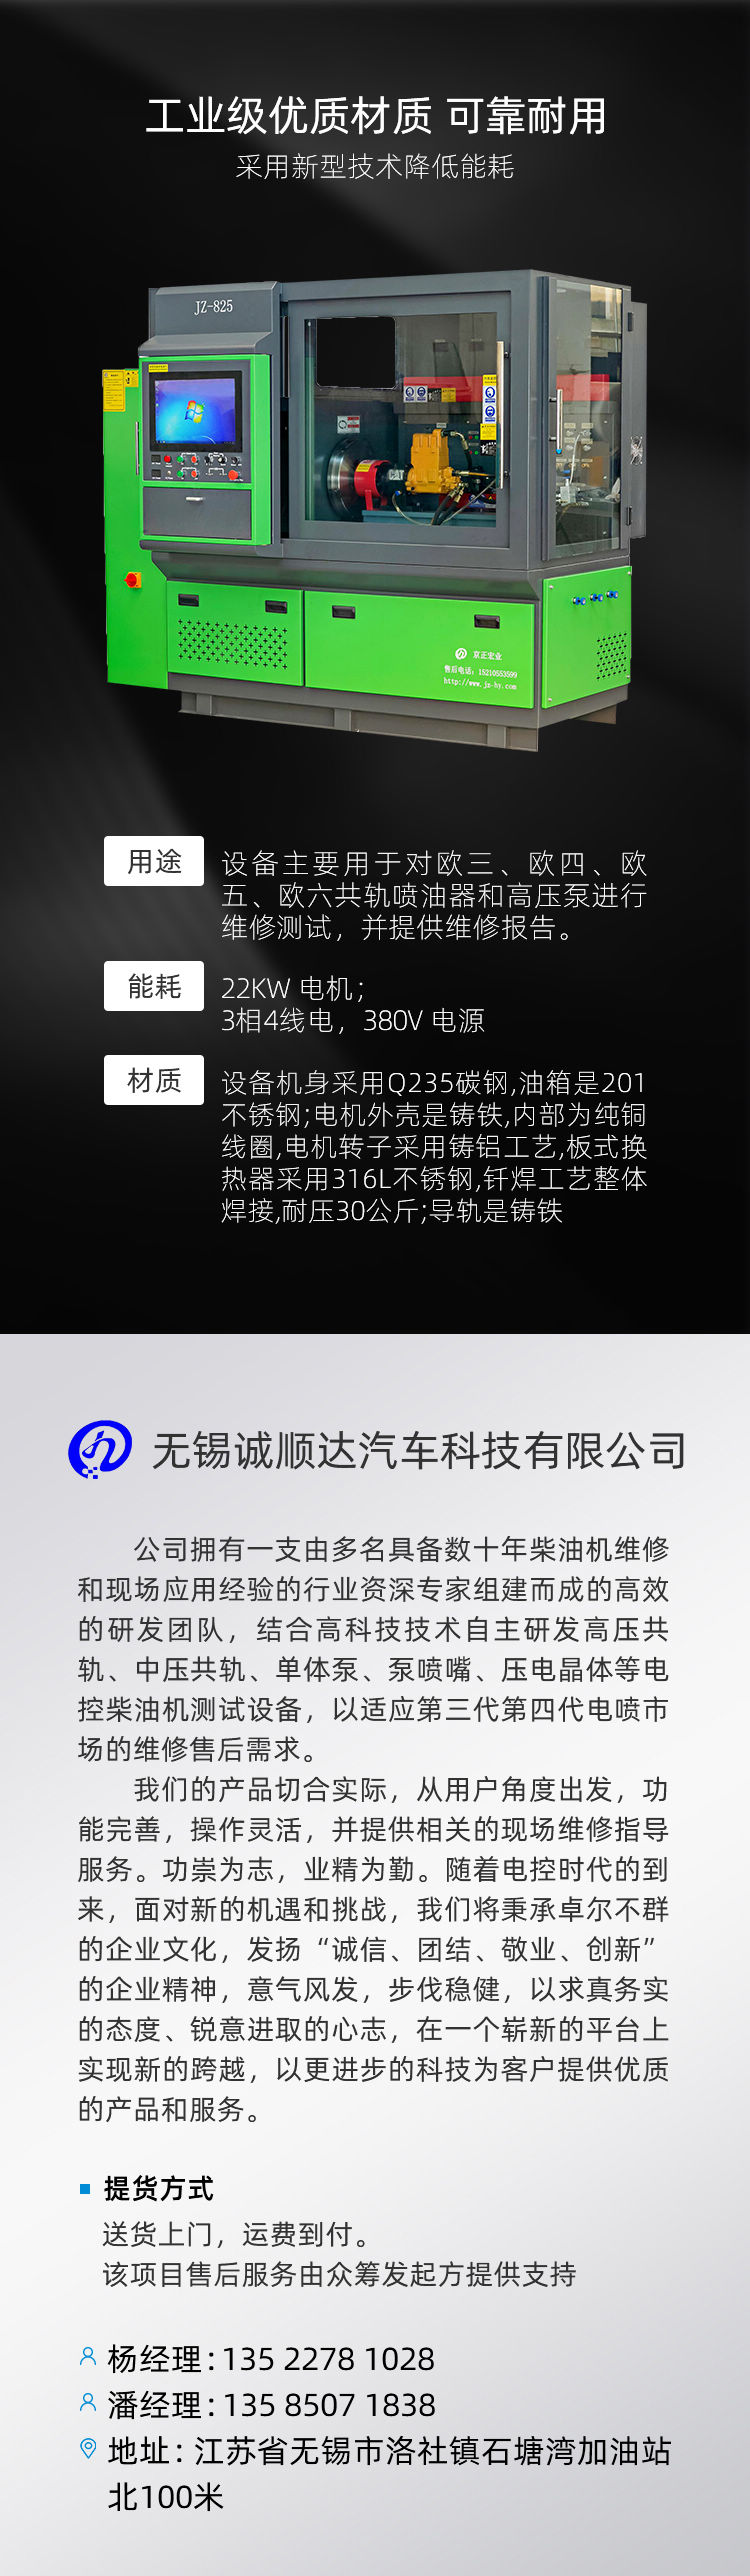 工业级优质材质 可靠耐用
采用新型技术降低能耗
JZ-825
CAT
京正宏业
售后电话：15210553599
http://www.jz-hy.com
用途
设备主要用于对欧三、欧四、欧
五、欧六共轨喷油器和高压泵进行
维修测试，并提供维修报告。
能耗
22KW 电机；
3相4线电，380V 电源
材质
设备机身采用Q235碳钢,油箱是201
不锈钢;电机外壳是铸铁,内部为纯铜
线圈,电机转子采用铸铝工艺,板式换
热器采用316L不锈钢,钎焊工艺整体
焊接,耐压30公斤;导轨是铸铁
无锡诚顺达汽车科技有限公司
公司拥有一支由多名具备数十年柴油机维修
和现场应用经验的行业资深专家组建而成的高效
的研发团队，结合高科技技术自主研发高压共
轨、中压共轨、单体泵、泵喷嘴、压电晶体等电
控柴油机测试设备，以适应第三代第四代电喷市
场的维修售后需求。
我们的产品切合实际，从用户角度出发，功
能完善，操作灵活，并提供相关的现场维修指导
服务。功崇为志，业精为勤。随着电控时代的到
来，面对新的机遇和挑战，我们将秉承卓尔不群
的企业文化，发扬“诚信、团结、敬业、创新”
的企业精神，意气风发，步伐稳健，以求真务实
的态度、锐意进取的心志，在一个崭新的平台上
实现新的跨越，以更进步的科技为客户提供优质
的产品和服务。
提货方式
送货上门，运费到付。
该项目售后服务由众筹发起方提供支持
杨经理：135 2278 1028
潘经理：135 8507 1838
地址：江苏省无锡市洛社镇石塘湾加油站
北100米